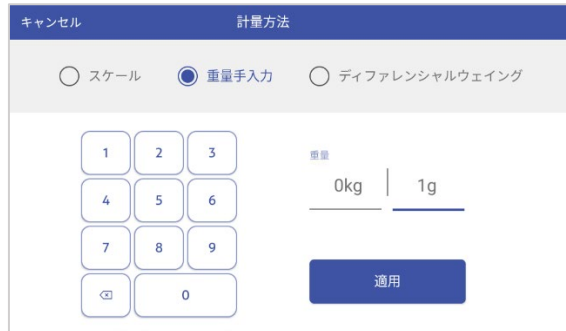 キャンセル 計量方法
スケール 重量手入力 ディファレンシャルウェイング
1 2 3
重量
0kg 1g
4 5 6
7 8 9
適用
0